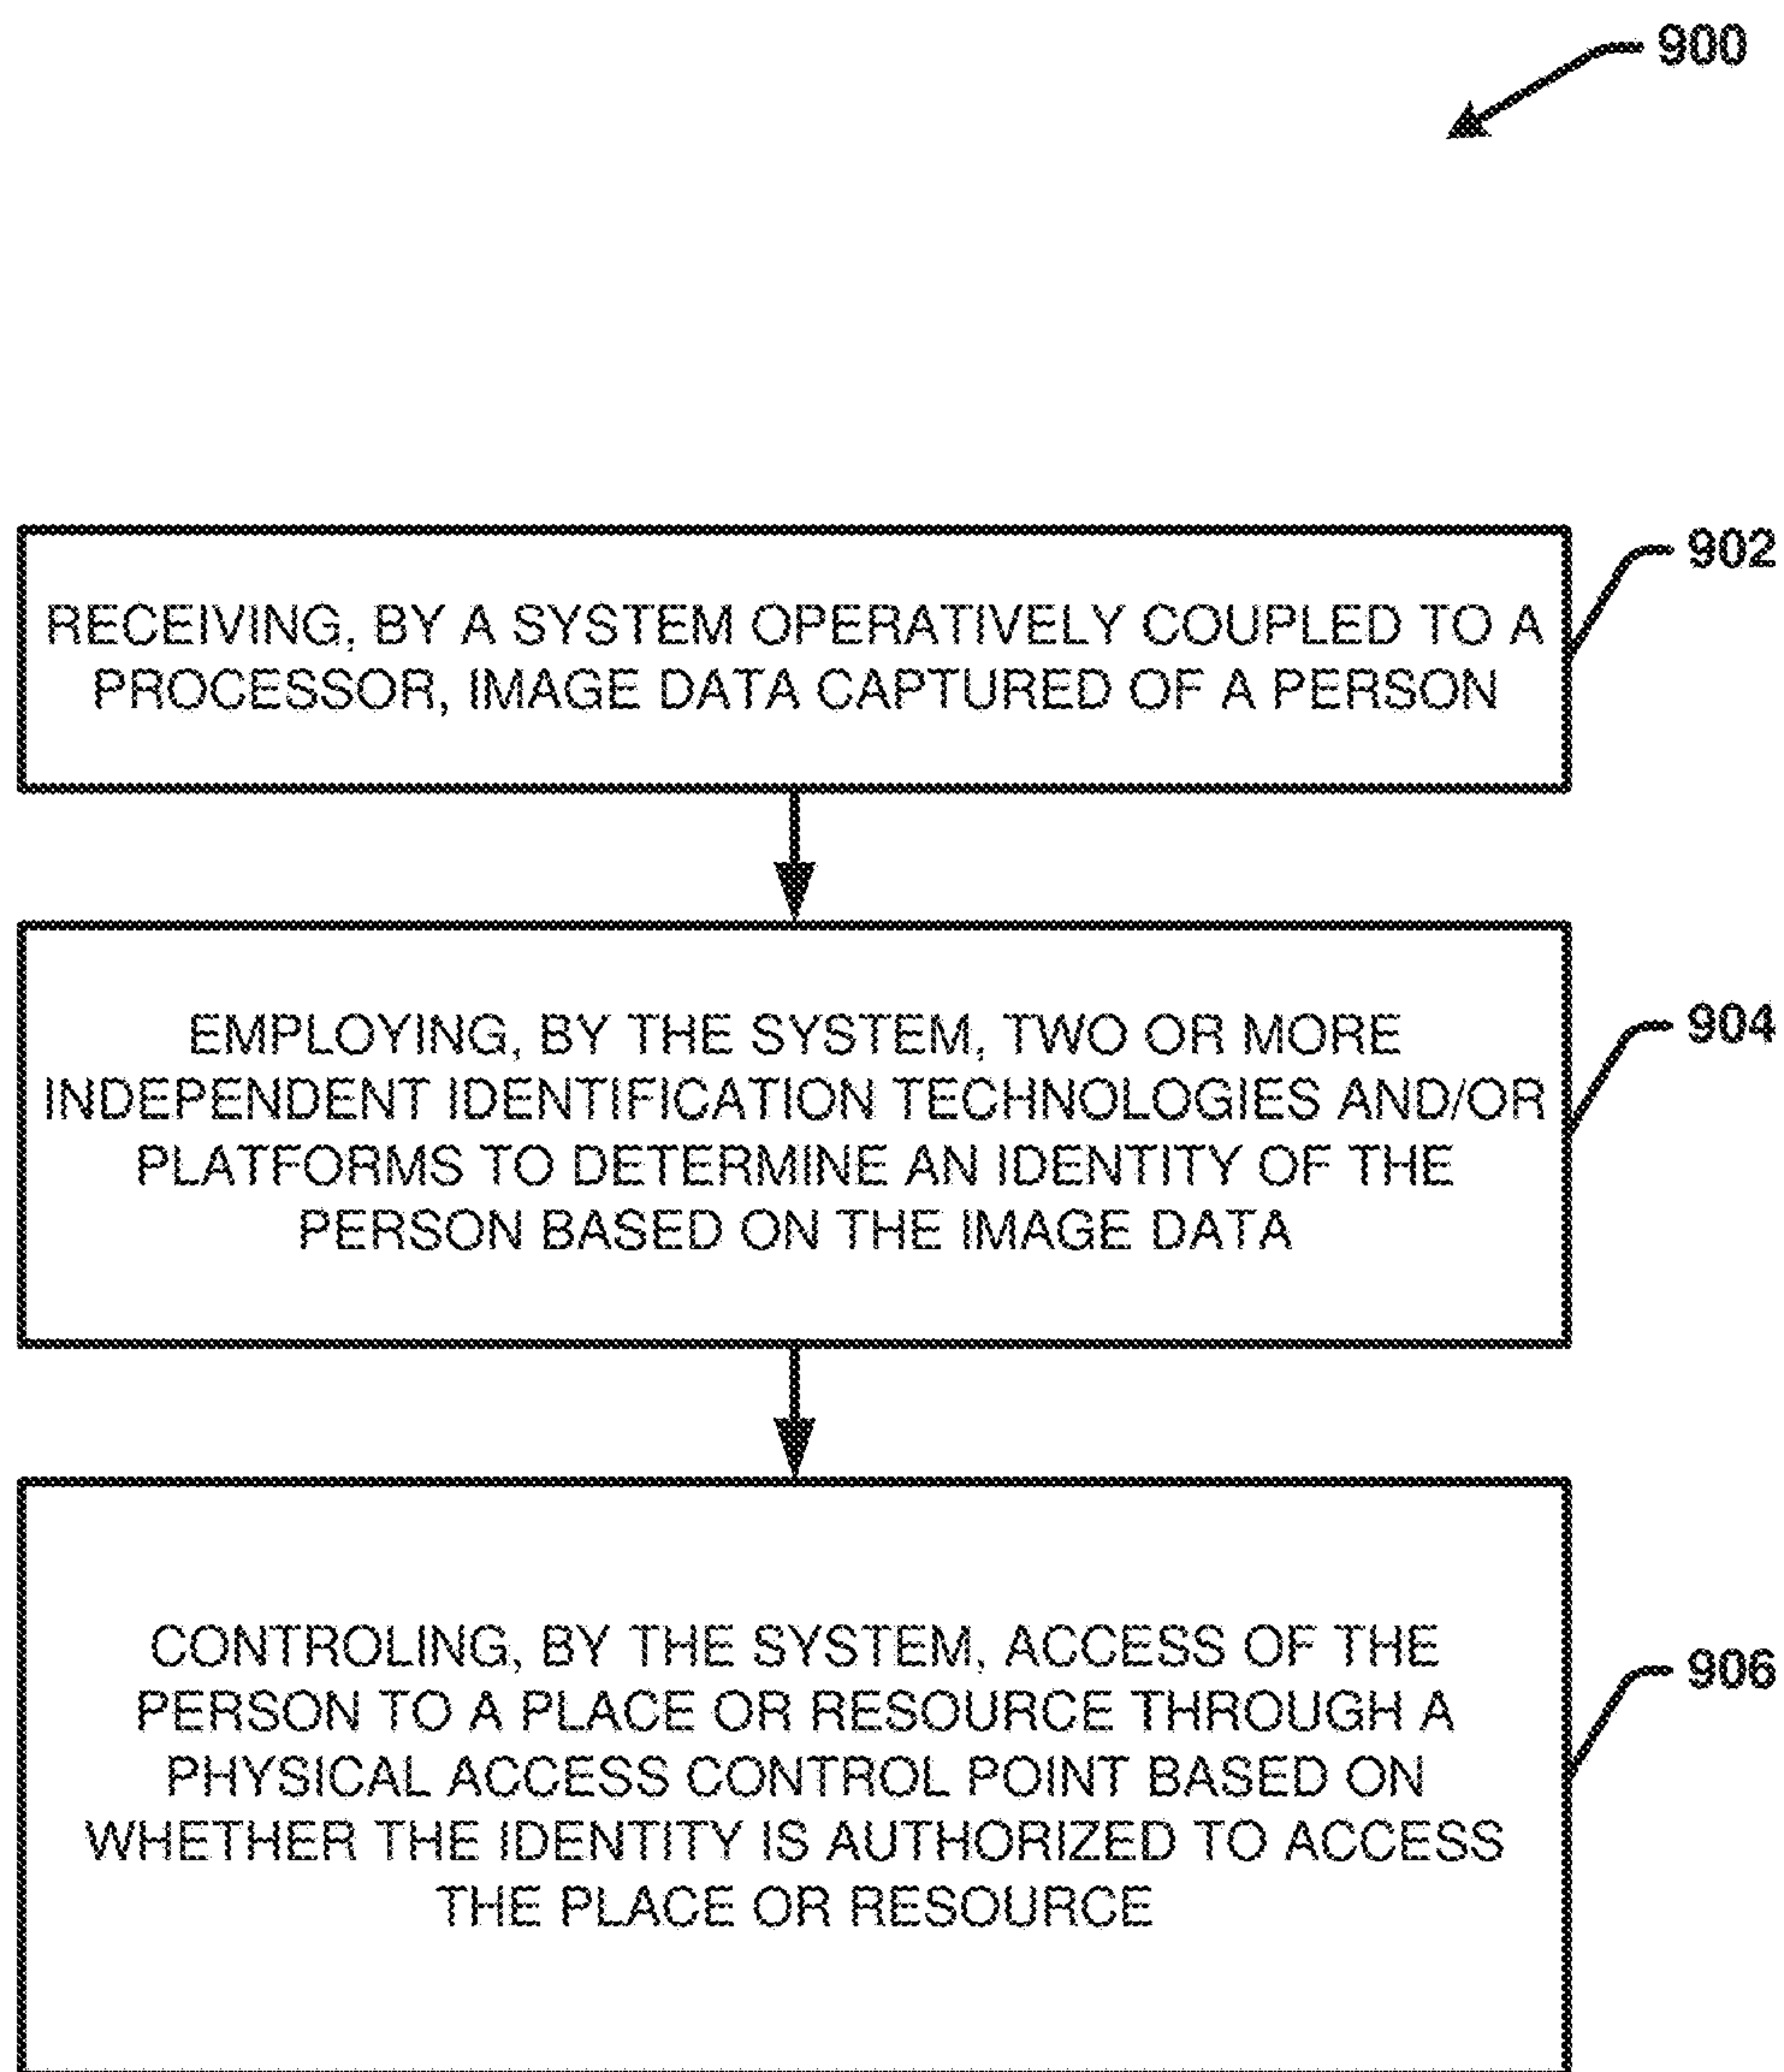 900
902
RECEIVING, BY A SYSTEM OPERATIVELY COUPLED TO A
PROCESSOR, IMAGE DATA CAPTURED OF A PERSON
904
EMPLOYING, BY THE SYSTEM, TWO OR MORE
INDEPENDENT IDENTIFICATION TECHNOLOGIES AND/OR
PLATFORMS TO DETERMINE AN IDENTITY OF THE
PERSON BASED ON THE IMAGE DATA
906
CONTROLING, BY THE SYSTEM, ACCESS OF THE
PERSON TO A PLACE OR RESOURCE THROUGH A
PHYSICAL ACCESS CONTROL POINT BASED ON
WHETHER THE IDENTITY IS AUTHORIZED TO ACCESS
THE PLACE OR RESOURCE